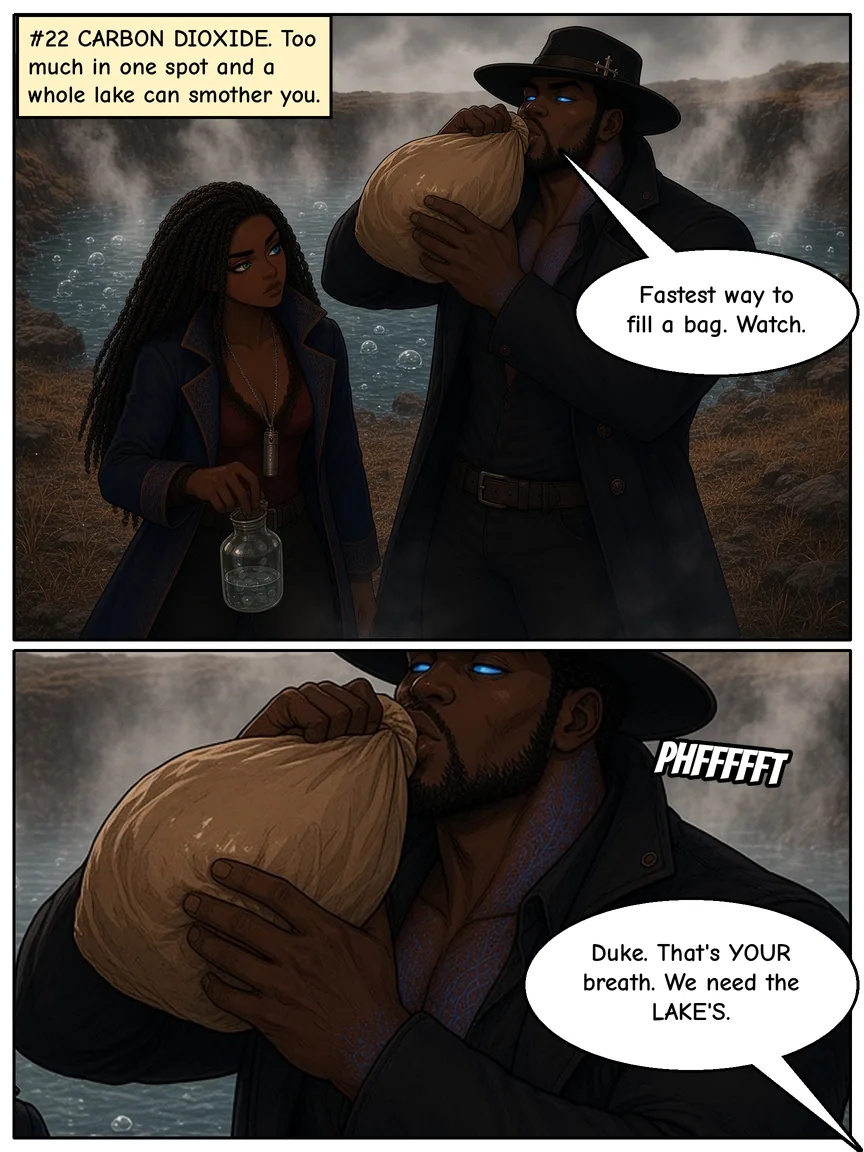 #22 CARBON DIOXIDE. Too
much in one spot and a
whole lake can smother you.
Fastest way to
fill a bag. Watch.
PHFFFFFFT
Duke. That's YOUR
breath. We need the
LAKE'S.